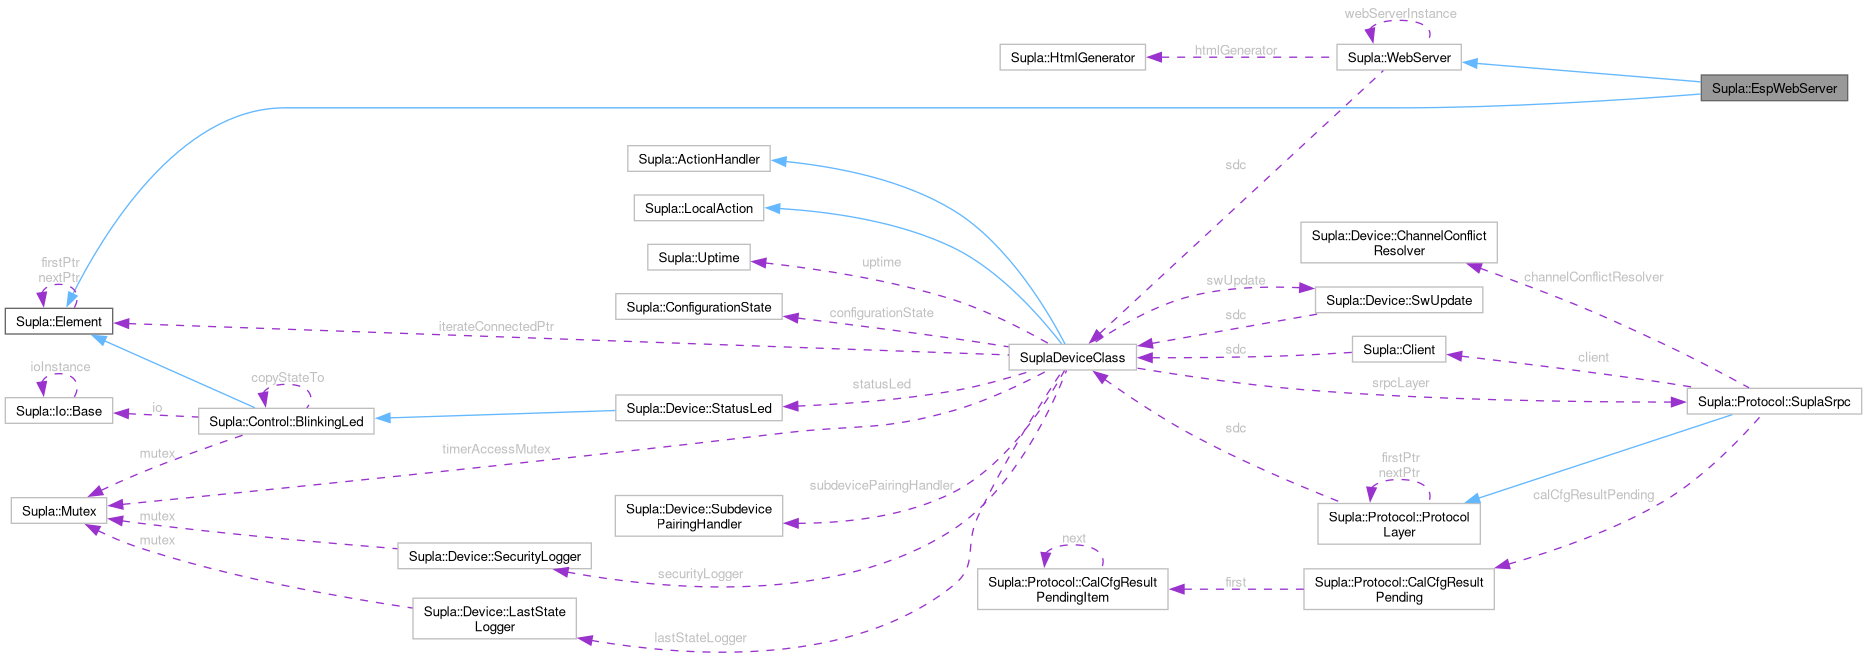 webServerInstance
Supla::HtmlGenerator
htmlGenerator
Supla::WebServer
Supla::EspWebServer
sdc
Supla::ActionHandler
Supla::LocalAction
Supla::Device::ChannelConflict
Resolver
Supla::Uptime
uptime
firstPtr
nextPtr
channelConflictResolver
swUpdate
Supla::ConfigurationState
configurationState
Supla::Device::SwUpdate
sdc
Supla::Element
iterateConnectedPtr
SuplaDeviceClass
sdc
Supla::Client
client
ioInstance
copyStateTo
statusLed
srpcLayer
Supla::Io::Base
io
Supla::Control::BlinkingLed
Supla::Device::StatusLed
Supla::Protocol::SuplaSrpc
sdc
mutex
timerAccessMutex
firstPtr
nextPtr
subdevicePairingHandler
calCfgResultPending
Supla::Mutex
mutex
mutex
Supla::Device::Subdevice
PairingHandler
Supla::Protocol::Protocol
Layer
Supla::Device::SecurityLogger
securityLogger
next
Supla::Protocol::CalCfgResult
PendingItem
first
Supla::Protocol::CalCfgResult
Pending
Supla::Device::LastState
Logger
lastStateLogger